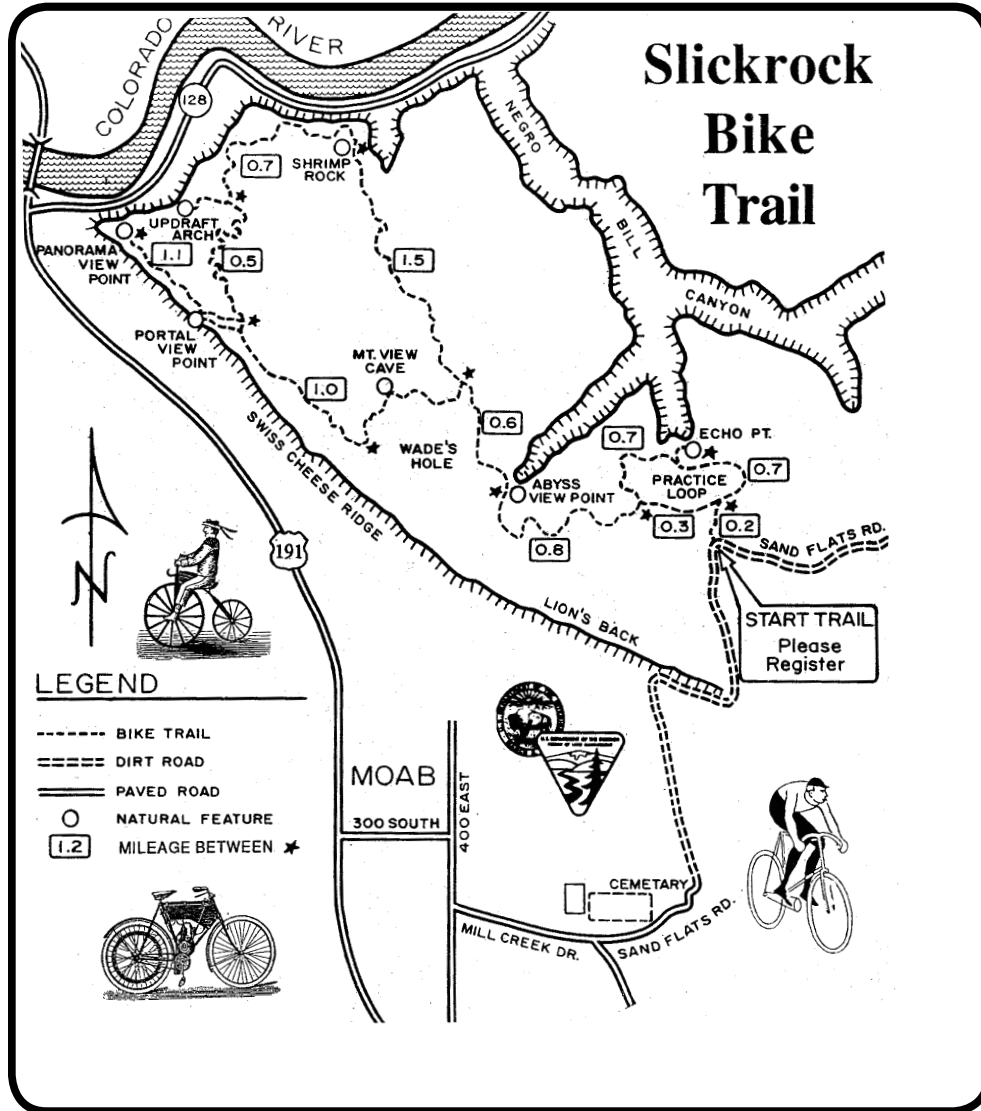 Slickrock
Bike
Trail
COLORADO
RIVER
128
NEGRO
BILL
CANYON
SHRIMP
ROCK
0.7
UPDRAFT
ARCH
PANORAMA
VIEW
POINT
1.1
0.5
1.5
PORTAL
VIEW
POINT
MT. VIEW
CAVE
1.0
WADE'S
HOLE
0.6
SWISS CHEESE RIDGE
ABYSS
VIEW POINT
0.7
ECHO PT.
PRACTICE
LOOP
0.7
0.8
0.3
0.2
SAND FLATS RD.
START TRAIL
Please
Register
LION'S BACK
191
N
LEGEND
BIKE TRAIL
DIRT ROAD
PAVED ROAD
NATURAL FEATURE
1.2 MILEAGE BETWEEN
MOAB
300 SOUTH
400 EAST
CEMETARY
MILL CREEK DR.
SAND FLATS RD.